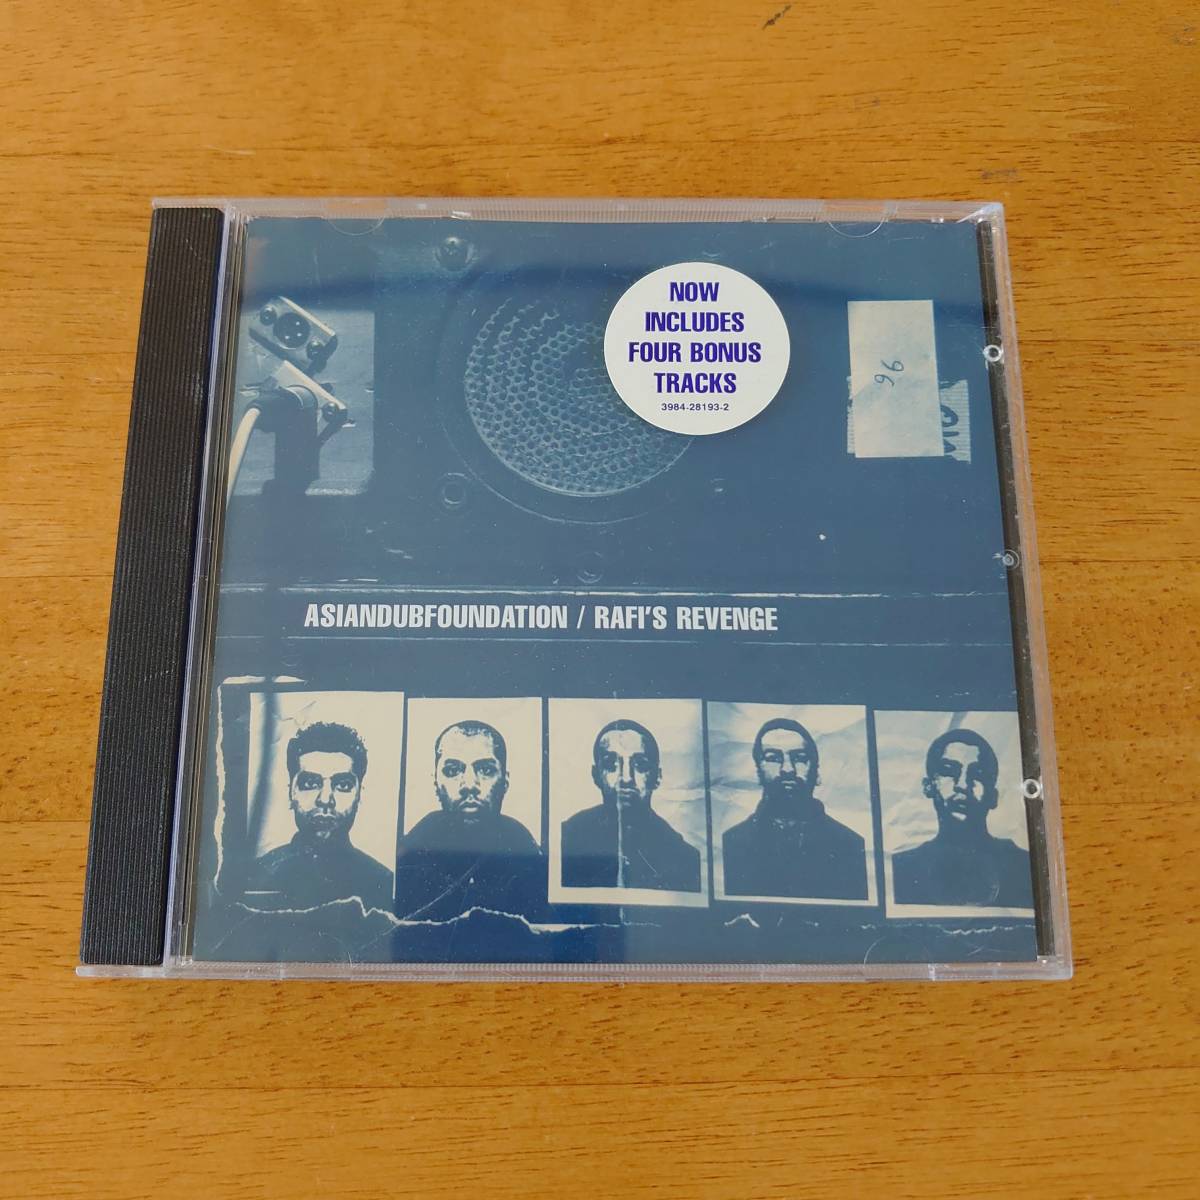 NOW
INCLUDES
FOUR BONUS
TRACKS
3984-28193-2
96
ASIANDUBFOUNDATION / RAFI'S REVENGE